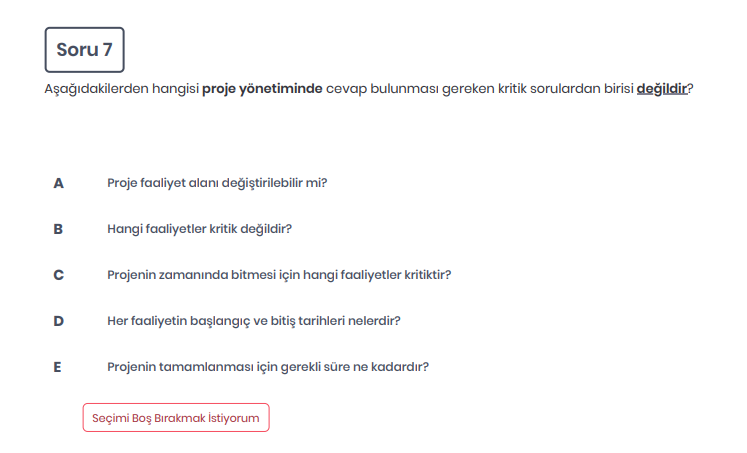 Soru 7
Aşağıdakilerden hangisi proje yönetiminde cevap bulunması gereken kritik sorulardan birisi değildir?
A Proje faaliyet alanı değiştirilebilir mi?
B Hangi faaliyetler kritik değildir?
C Projenin zamanında bitmesi için hangi faaliyetler kritiktir?
D Her faaliyetin başlangıç ve bitiş tarihleri nelerdir?
E Projenin tamamlanması için gerekli süre ne kadardır?
Seçimi Boş Bırakmak İstiyorum